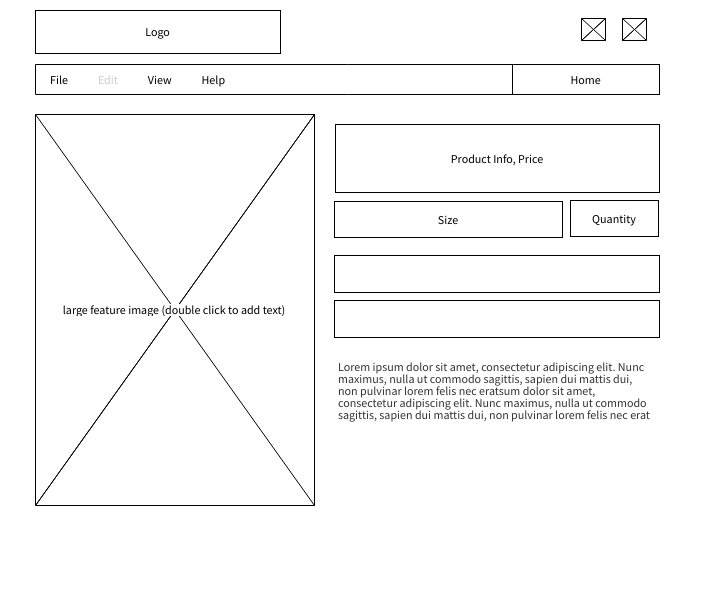 Logo
File Edit View Help Home
Product Info, Price
Size Quantity
large feature image (double click to add text)
Lorem ipsum dolor sit amet, consectetur adipiscing elit. Nunc
maximus, nulla ut commodo sagittis, sapien dui mattis dui,
non pulvinar lorem felis nec eratsum dolor sit amet,
consectetur adipiscing elit. Nunc maximus, nulla ut commodo
sagittis, sapien dui mattis dui, non pulvinar lorem felis nec erat